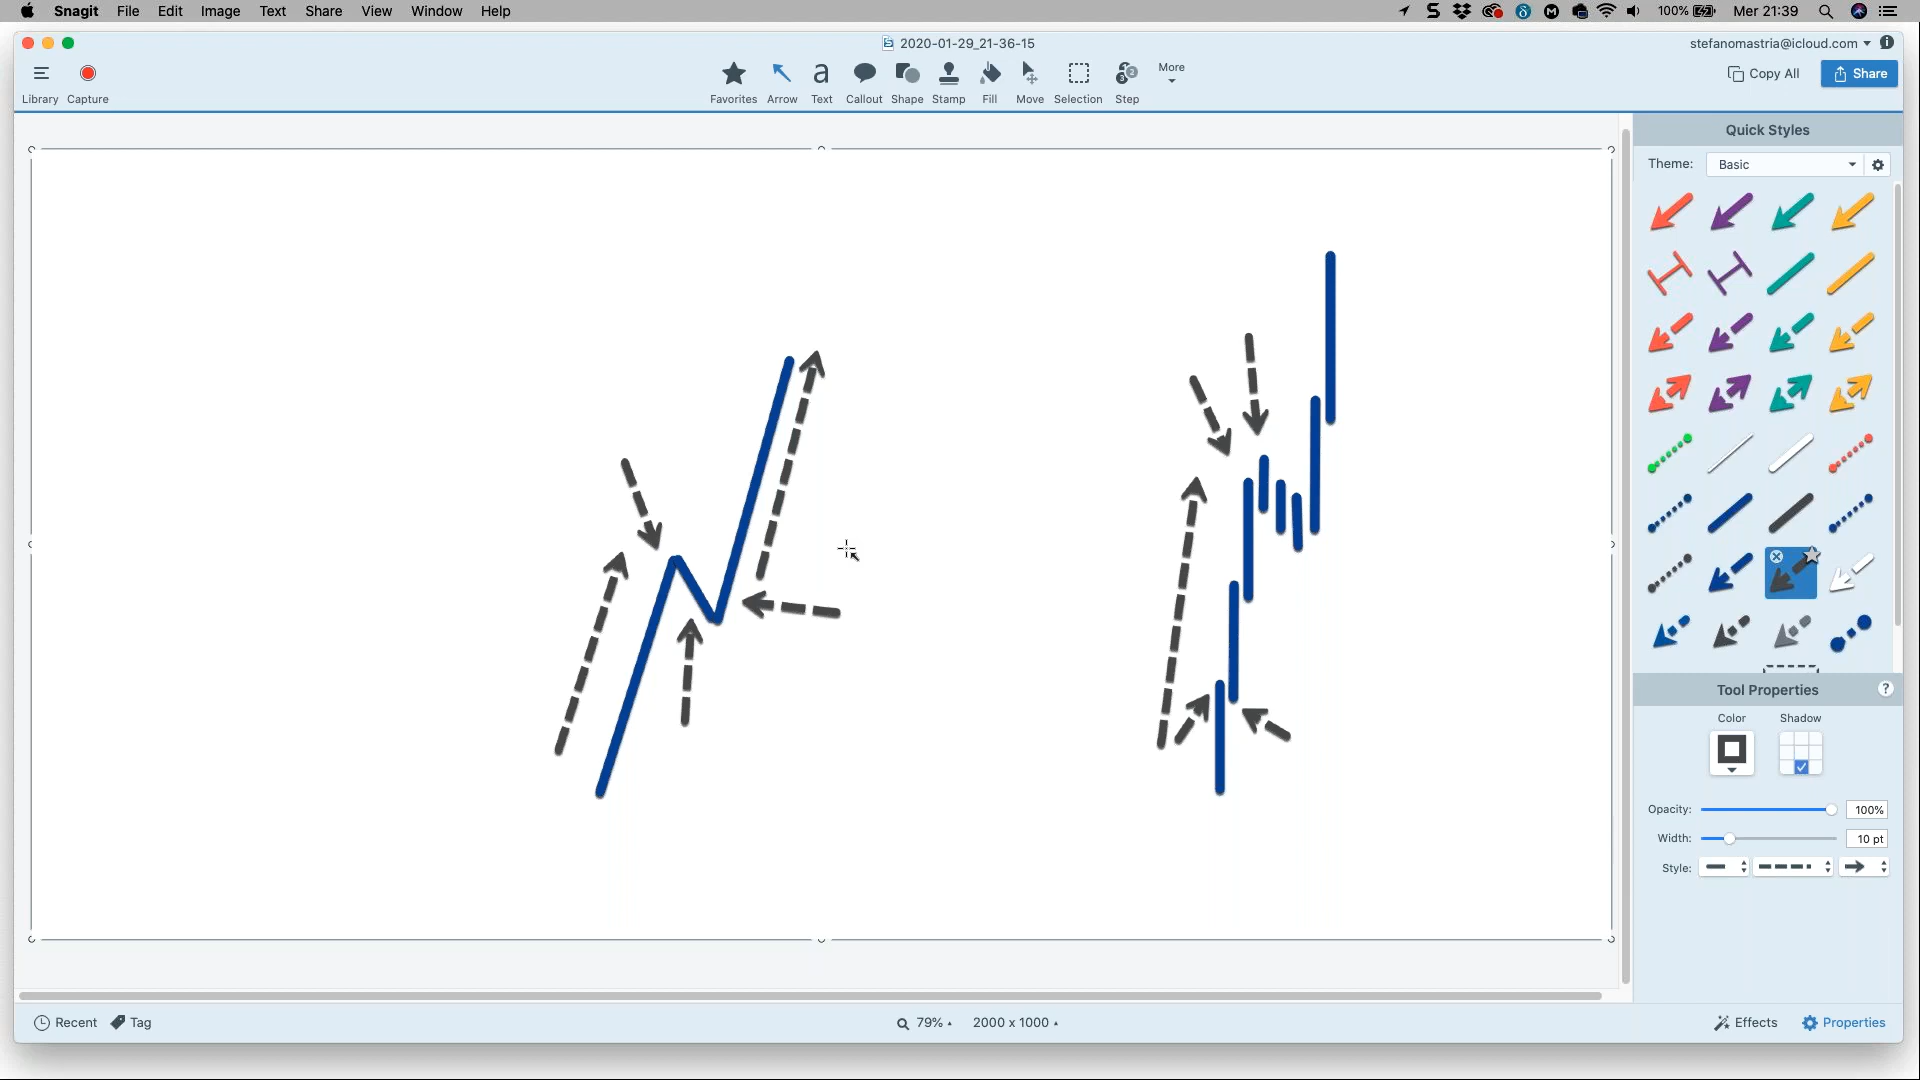 Snagit File Edit Image Text Share View Window Help
100% Mer 21:39
2020-01-29_21-36-15
stefanomastria@icloud.com
Library Capture
Favorites Arrow Text Callout Shape Stamp Fill Move Selection Step More
Copy All Share
Quick Styles
Theme: Basic
Tool Properties ?
Color Shadow
Opacity: 100%
Width: 10 pt
Style:
Recent Tag
79% 2000 x 1000
Effects Properties